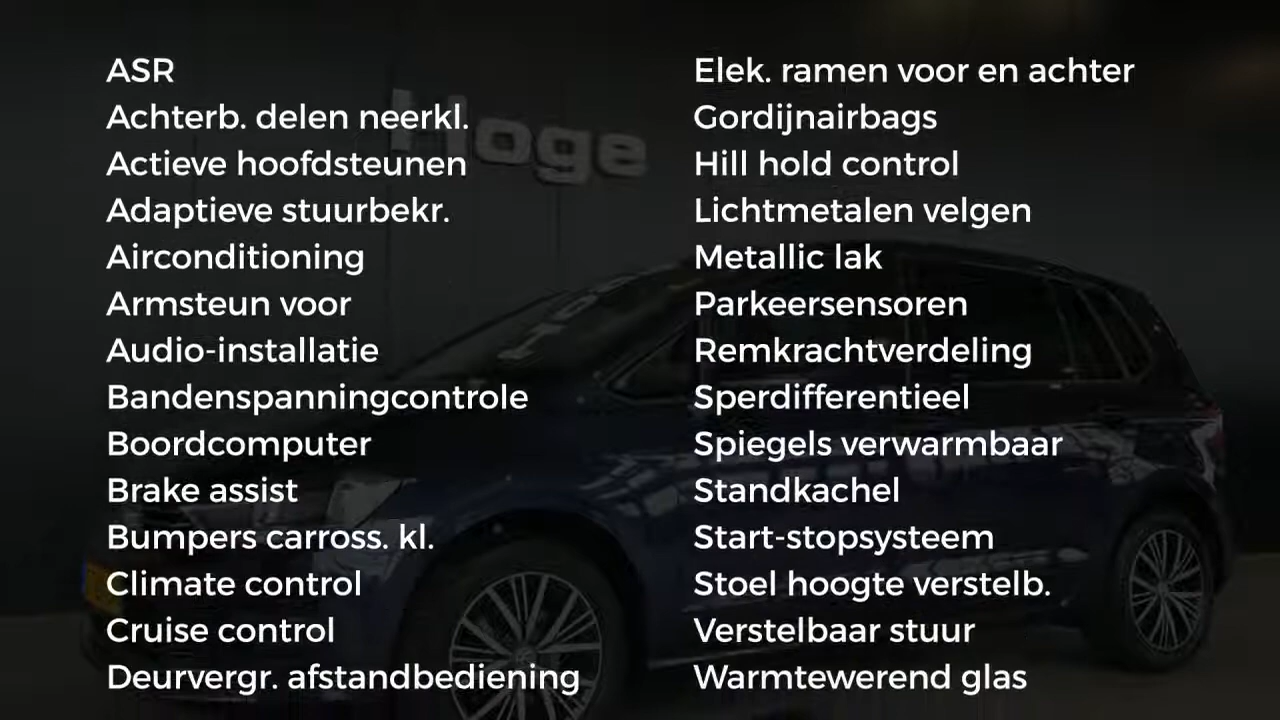 ASR
Achterb. delen neerkl.
Actieve hoofdsteunen
Adaptieve stuurbekr.
Airconditioning
Armsteun voor
Audio-installatie
Bandenspanningcontrole
Boordcomputer
Brake assist
Bumpers carross. kl.
Climate control
Cruise control
Deurvergr. afstandbediening
Elek. ramen voor en achter
Gordijnairbags
Hill hold control
Lichtmetalen velgen
Metallic lak
Parkeersensoren
Remkrachtverdeling
Sperdifferentieel
Spiegels verwarmbaar
Standkachel
Start-stopsysteem
Stoel hoogte verstelb.
Verstelbaar stuur
Warmtewerend glas
Hoge